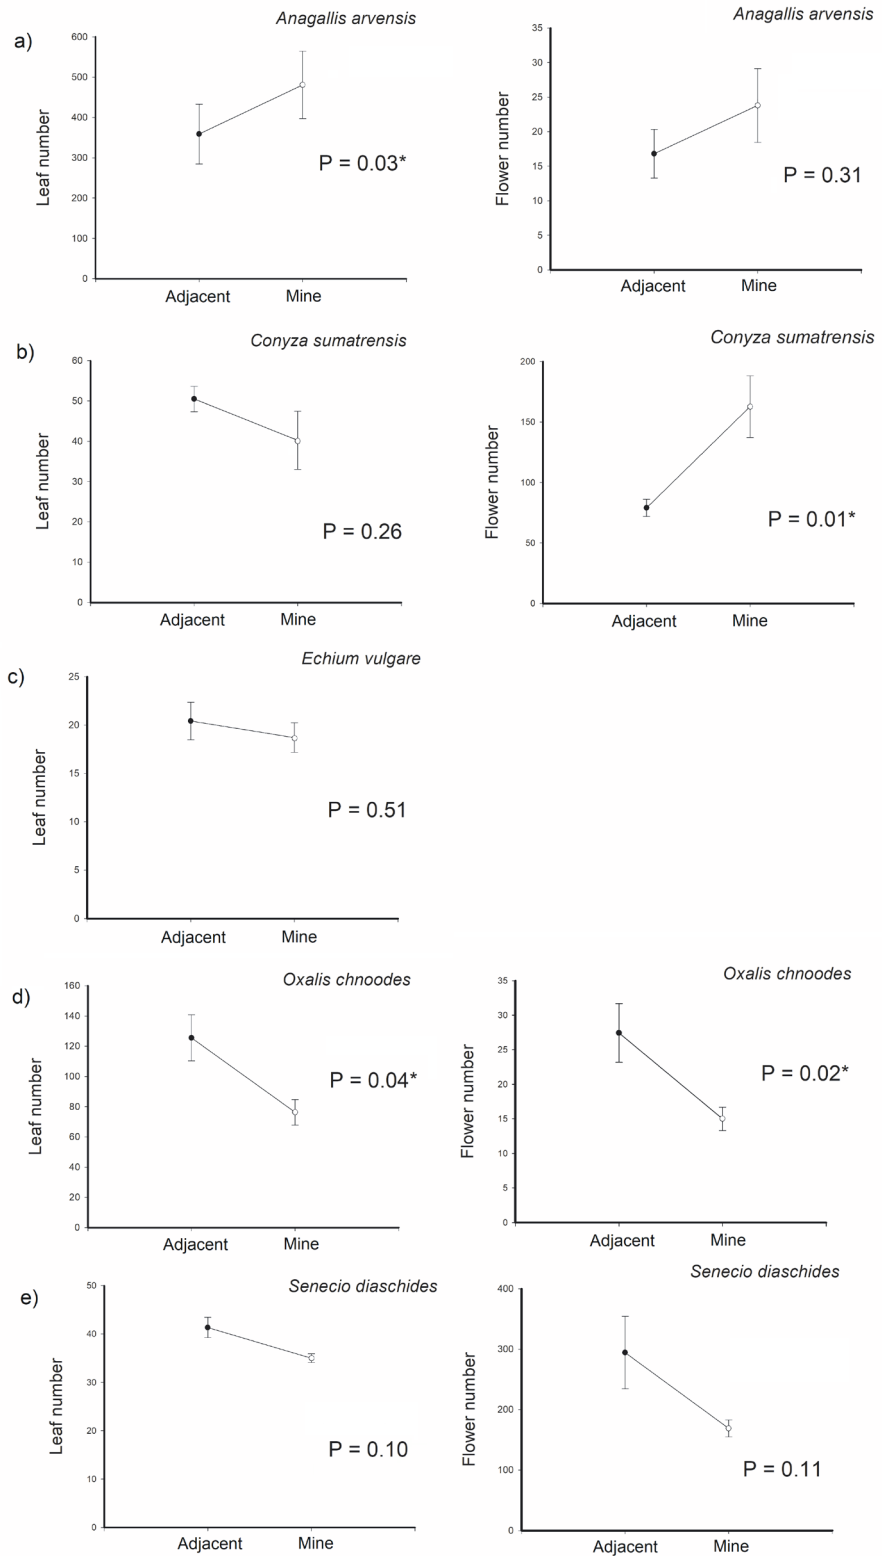 a)
Anagallis arvensis
600
500
400
300
200
100
0
Leaf number
P = 0.03*
Adjacent Mine
Anagallis arvensis
35
30
25
20
15
10
5
0
Flower number
P = 0.31
Adjacent Mine
b)
Conyza sumatrensis
60
50
40
30
20
10
0
Leaf number
P = 0.26
Adjacent Mine
Conyza sumatrensis
200
150
100
50
0
Flower number
P = 0.01*
Adjacent Mine
c)
Echium vulgare
25
20
15
10
5
0
Leaf number
P = 0.51
Adjacent Mine
d)
Oxalis chnoodes
160
140
120
100
80
60
40
20
0
Leaf number
P = 0.04*
Adjacent Mine
Oxalis chnoodes
35
30
25
20
15
10
5
0
Flower number
P = 0.02*
Adjacent Mine
e)
Senecio diaschides
50
40
30
20
10
0
Leaf number
P = 0.10
Adjacent Mine
Senecio diaschides
400
300
200
100
0
Flower number
P = 0.11
Adjacent Mine